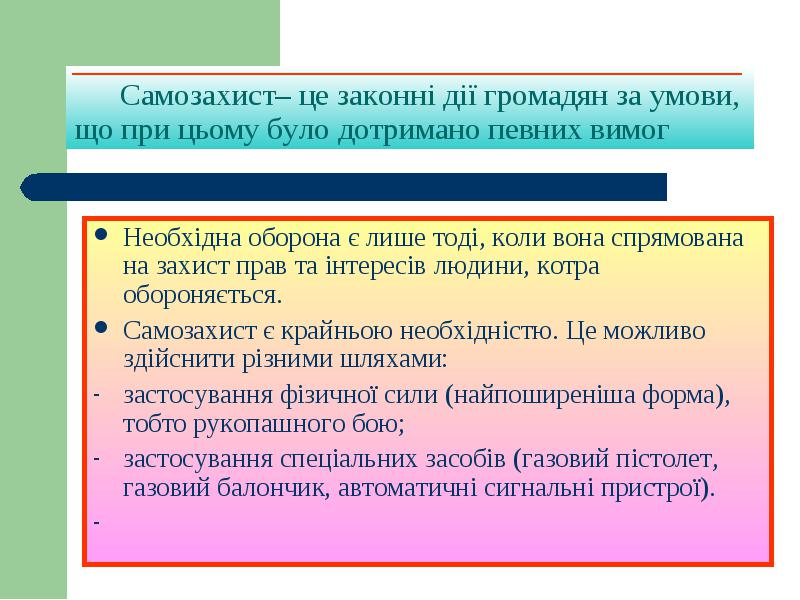 Самозахист– це законні дії громадян за умови,
що при цьому було дотримано певних вимог
● Необхідна оборона є лише тоді, коли вона спрямована
на захист прав та інтересів людини, котра
обороняється.
● Самозахист є крайньою необхідністю. Це можливо
здійснити різними шляхами:
- застосування фізичної сили (найпоширеніша форма),
тобто рукопашного бою;
- застосування спеціальних засобів (газовий пістолет,
газовий балончик, автоматичні сигнальні пристрої).
-